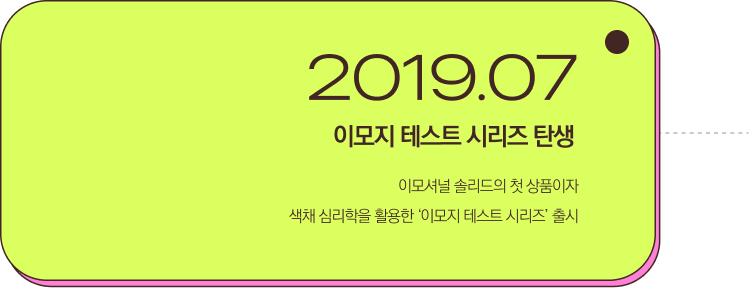 2019.07
이모지 테스트 시리즈 탄생
이모셔널 솔리드의 첫 상품이자
색채 심리학을 활용한 ‘이모지 테스트 시리즈’ 출시